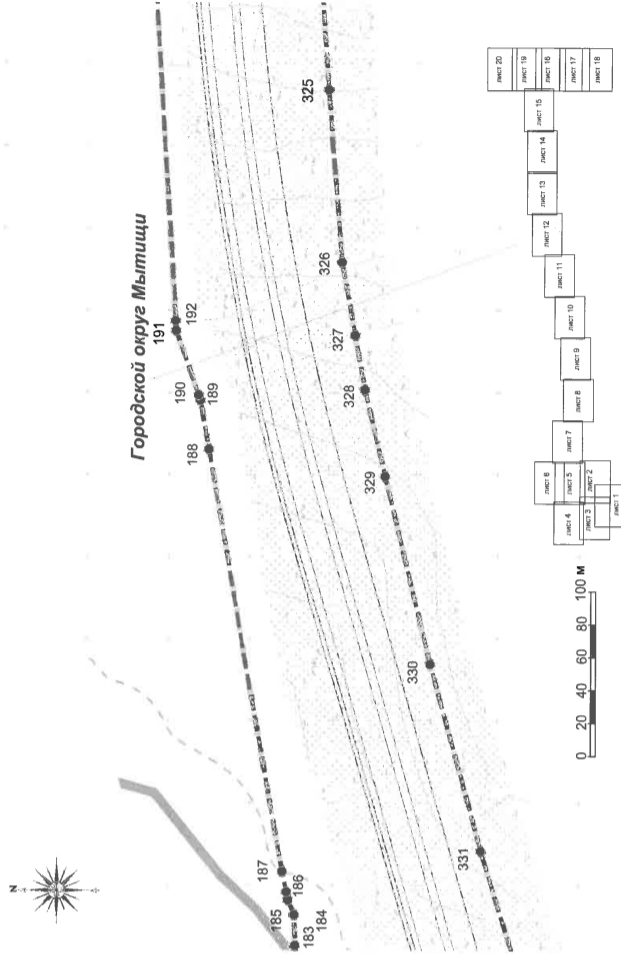 Городской округ Мытищи
N
183
184
185
186
187
188
189
190
191
192
325
326
327
328
329
330
331
0 20 40 60 80 100 м
лист 1
лист 2
лист 3
лист 4
лист 5
лист 6
лист 7
лист 8
лист 9
лист 10
лист 11
лист 12
лист 13
лист 14
лист 15
лист 16
лист 17
лист 18
лист 19
лист 20